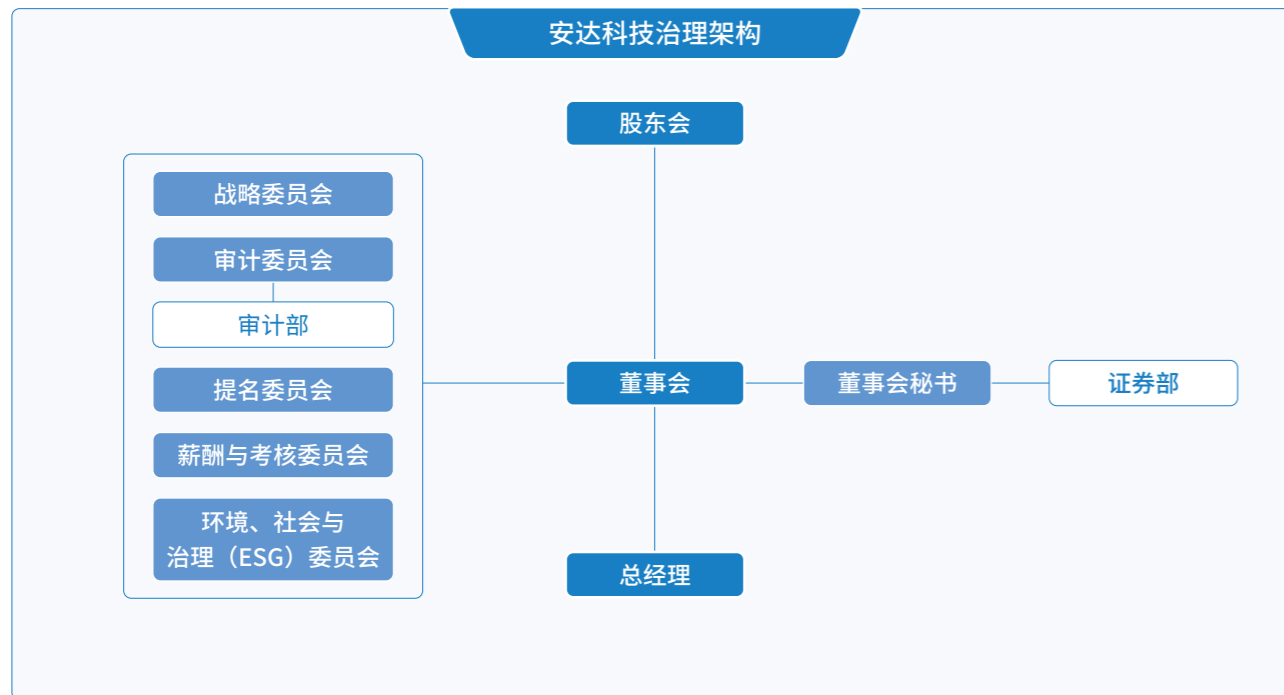 安达科技治理架构
股东会
战略委员会
审计委员会
审计部
提名委员会
薪酬与考核委员会
环境、社会与
治理（ESG）委员会
董事会
董事会秘书
证券部
总经理